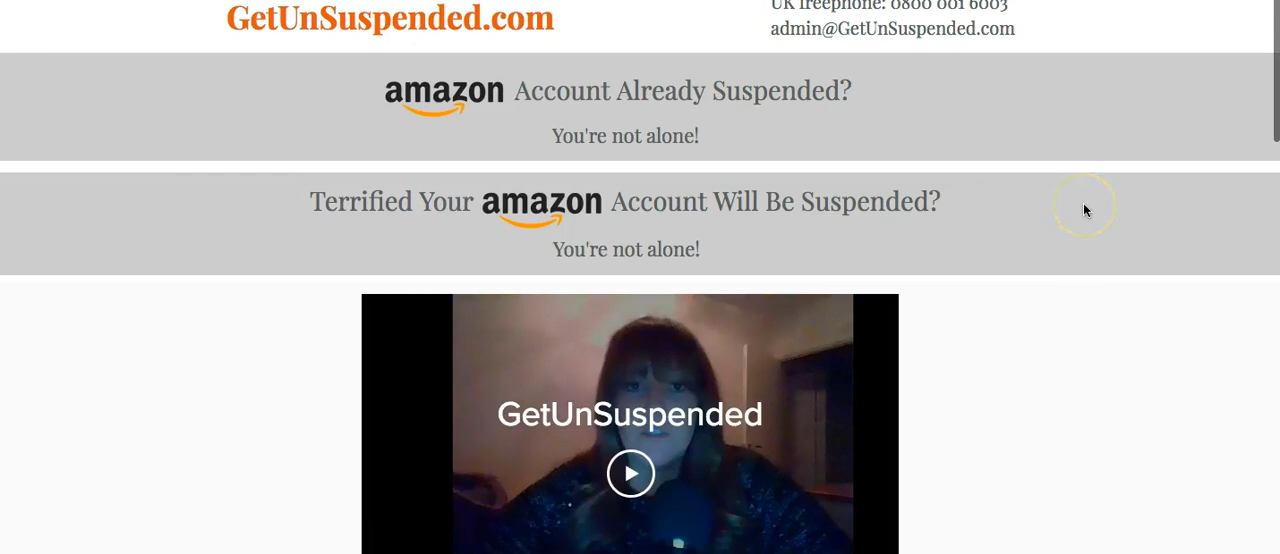 GetUnSuspended.com
UK freephone: 0800 001 6003
admin@GetUnSuspended.com
amazon Account Already Suspended?
You're not alone!
Terrified Your amazon Account Will Be Suspended?
You're not alone!
GetUnSuspended